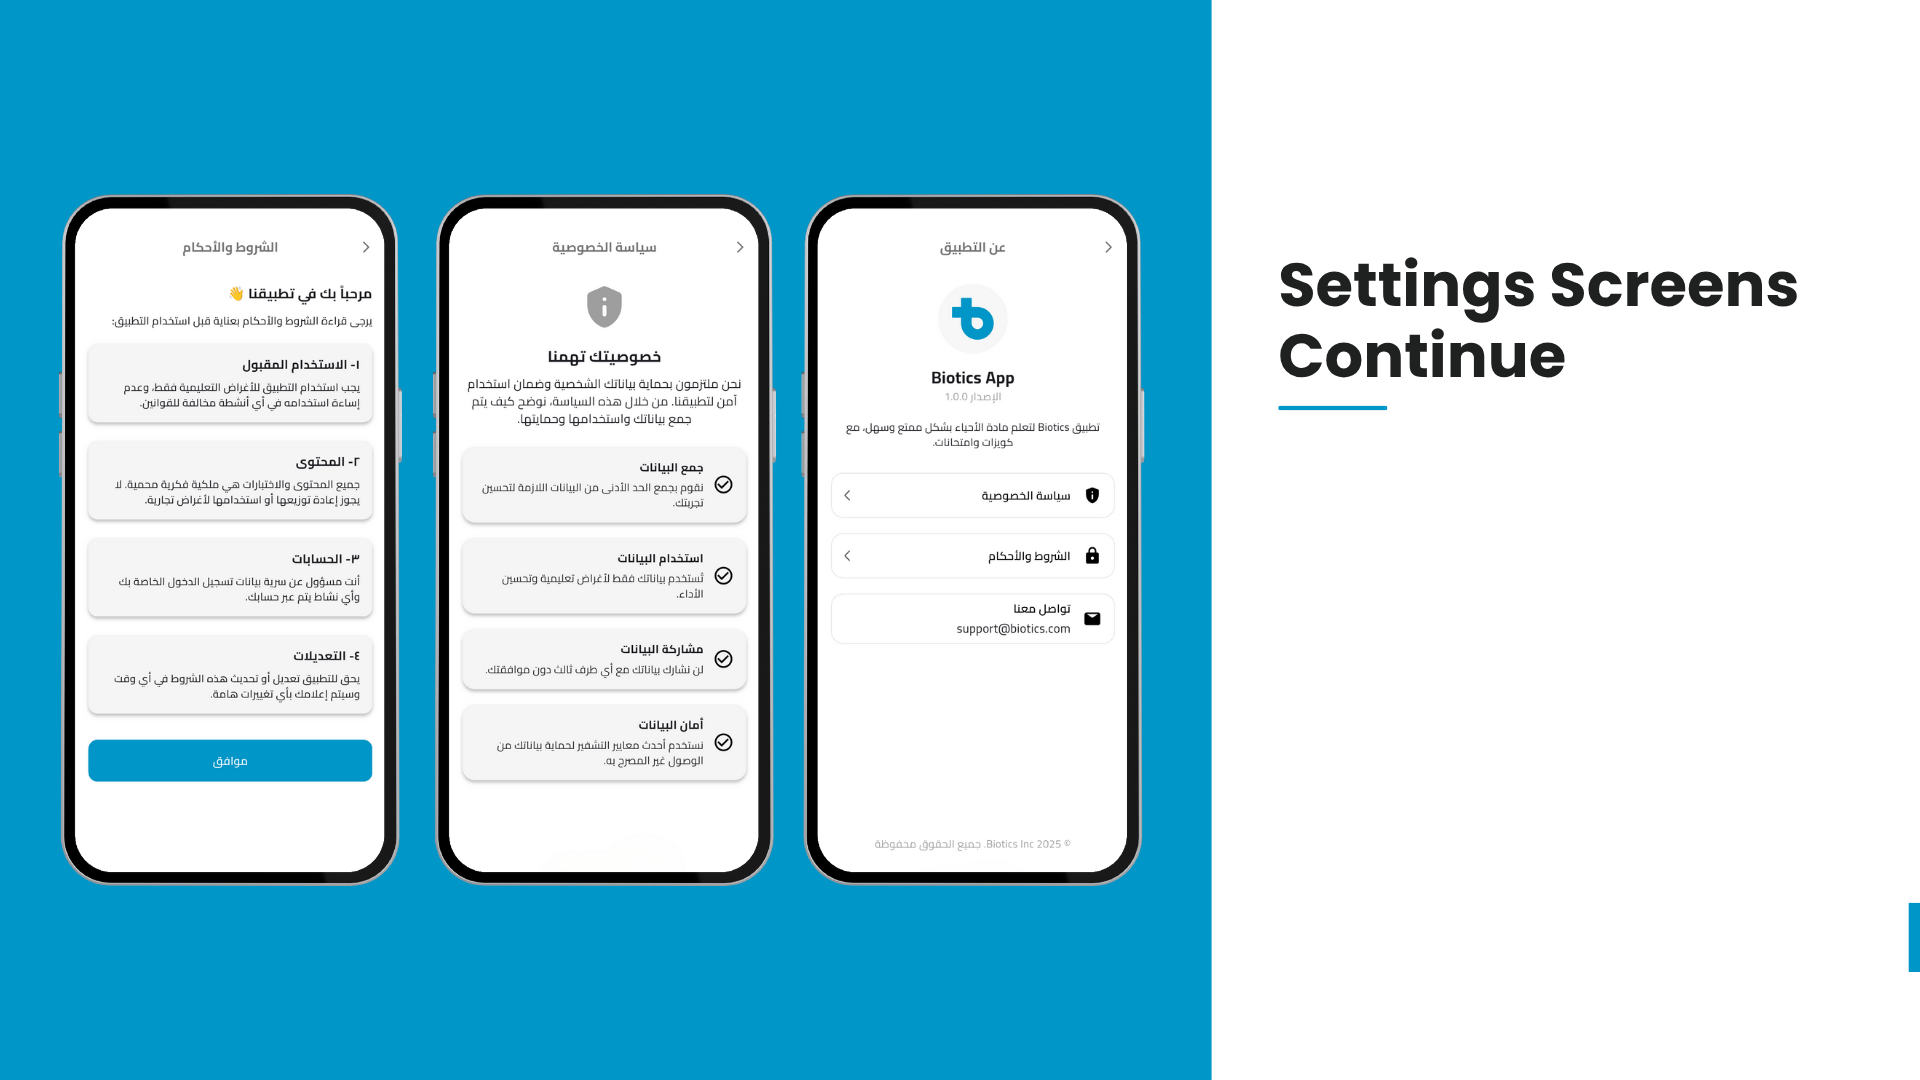 الشروط والأحكام
مرحباً بك في تطبيقنا 👋
يرجى قراءة الشروط والأحكام بعناية قبل استخدام التطبيق:
١- الاستخدام المقبول
يجب استخدام التطبيق للأغراض التعليمية فقط، وعدم
إساءة استخدامه في أي أنشطة مخالفة للقوانين.
٢- المحتوى
جميع المحتوى والاختبارات هي ملكية فكرية محمية. لا
يجوز إعادة توزيعها أو استخدامها لأغراض تجارية.
٣- الحسابات
أنت مسؤول عن سرية بيانات تسجيل الدخول الخاصة بك
وأي نشاط يتم عبر حسابك.
٤- التعديلات
يحق للتطبيق تعديل أو تحديث هذه الشروط في أي وقت
وسيتم إعلامك بأي تغييرات هامة.
موافق
سياسة الخصوصية
خصوصيتك تهمنا
نحن ملتزمون بحماية بياناتك الشخصية وضمان استخدام
آمن لتطبيقنا. من خلال هذه السياسة، نوضح كيف يتم
جمع بياناتك واستخدامها وحمايتها.
جمع البيانات
نقوم بجمع الحد الأدنى من البيانات اللازمة لتحسين
تجربتك.
استخدام البيانات
تُستخدم بياناتك فقط لأغراض تعليمية وتحسين
الأداء.
مشاركة البيانات
لن نشارك بياناتك مع أي طرف ثالث دون موافقتك.
أمان البيانات
نستخدم أحدث معايير التشفير لحماية بياناتك من
الوصول غير المصرح به.
عن التطبيق
Biotics App
الإصدار 1.0.0
تطبيق Biotics لتعلم مادة الأحياء بشكل ممتع وسهل، مع
كويزات وامتحانات.
سياسة الخصوصية
الشروط والأحكام
تواصل معنا
support@biotics.com
© 2025 Biotics Inc. جميع الحقوق محفوظة
Settings Screens
Continue